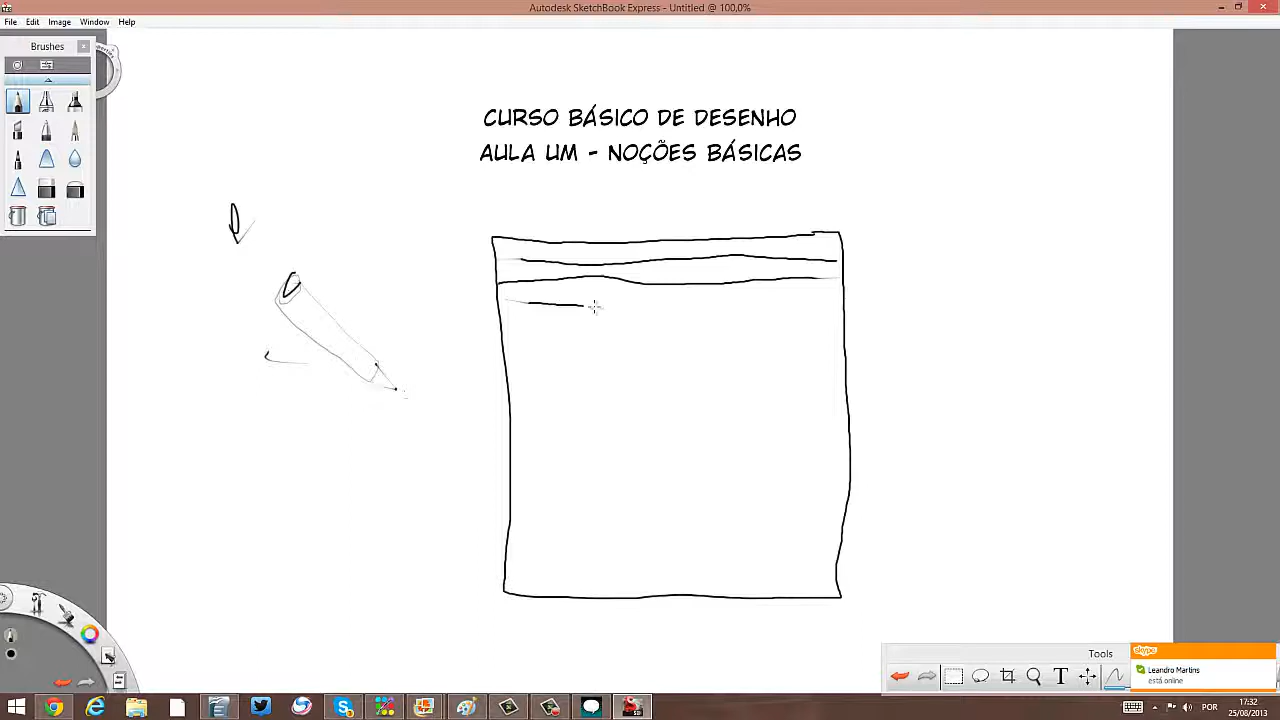 Autodesk SketchBook Express - Untitled @ 100,0%
File Edit Image Window Help
Brushes
CURSO BÁSICO DE DESENHO
AULA UM - NOÇÕES BÁSICAS
Tools
skype
Leandro Martins
está online
POR
17:32
25/08/2013